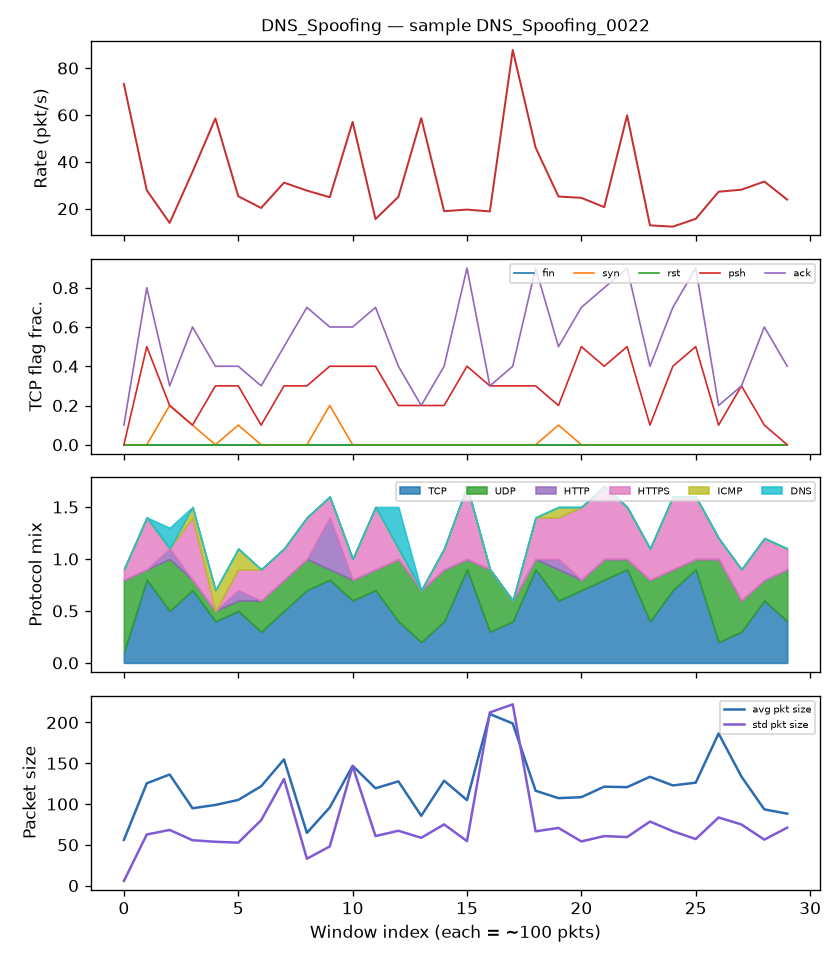 DNS_Spoofing — sample DNS_Spoofing_0022
80
60
40
20
Rate (pkt/s)
fin syn rst psh ack
0.8
0.6
0.4
0.2
0.0
TCP flag frac.
TCP UDP HTTP HTTPS ICMP DNS
1.5
1.0
0.5
0.0
Protocol mix
avg pkt size
std pkt size
200
150
100
50
0
Packet size
0 5 10 15 20 25 30
Window index (each = ~100 pkts)